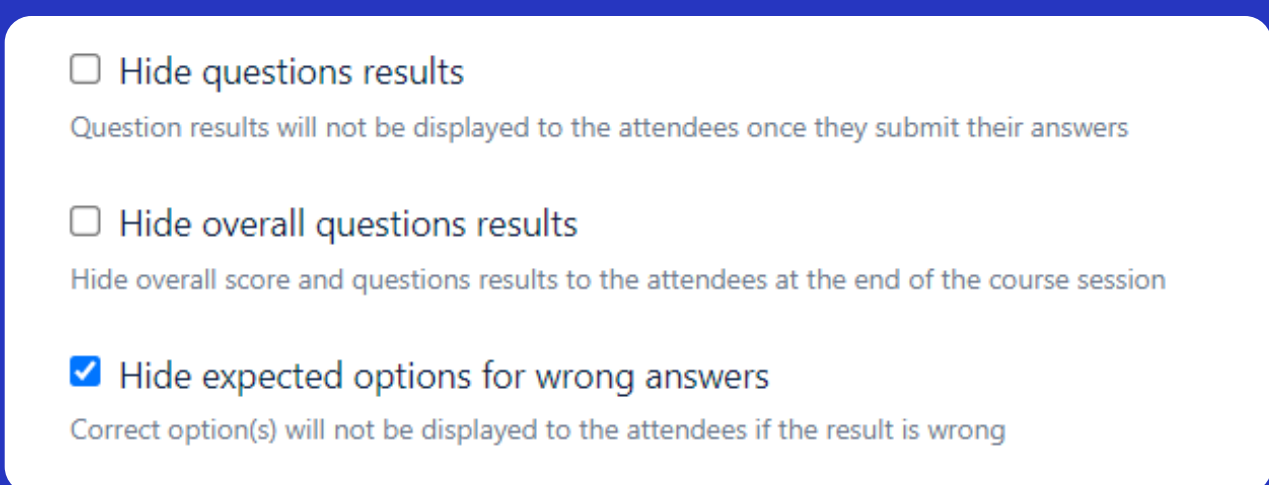 Hide questions results
Question results will not be displayed to the attendees once they submit their answers
Hide overall questions results
Hide overall score and questions results to the attendees at the end of the course session
Hide expected options for wrong answers
Correct option(s) will not be displayed to the attendees if the result is wrong